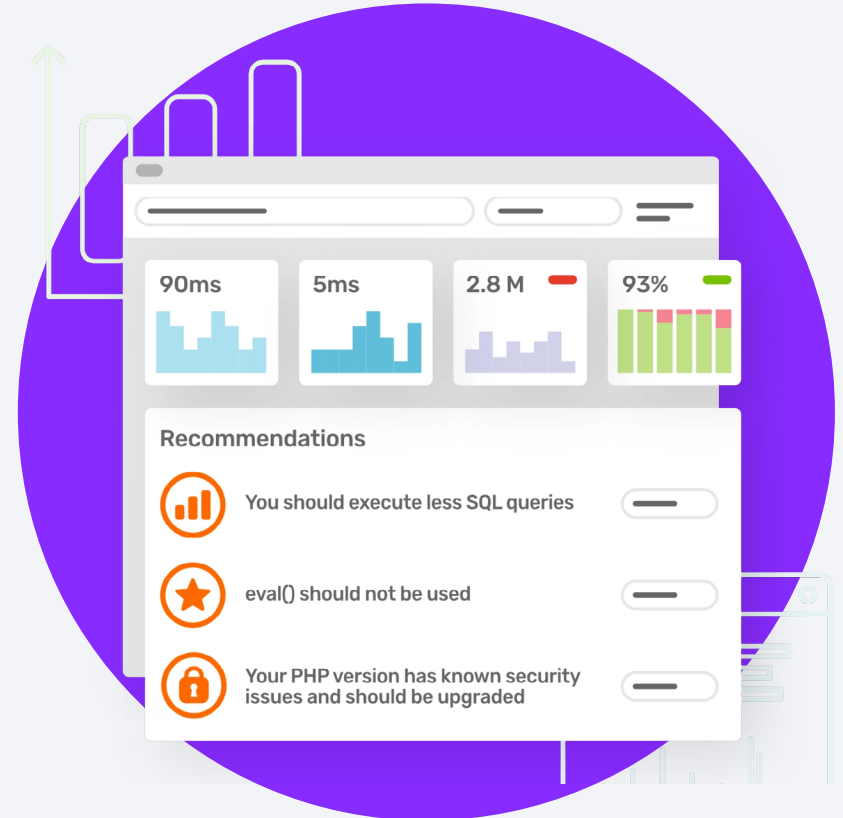 90ms
5ms
2.8 M
93%
Recommendations
You should execute less SQL queries
eval() should not be used
Your PHP version has known security
issues and should be upgraded